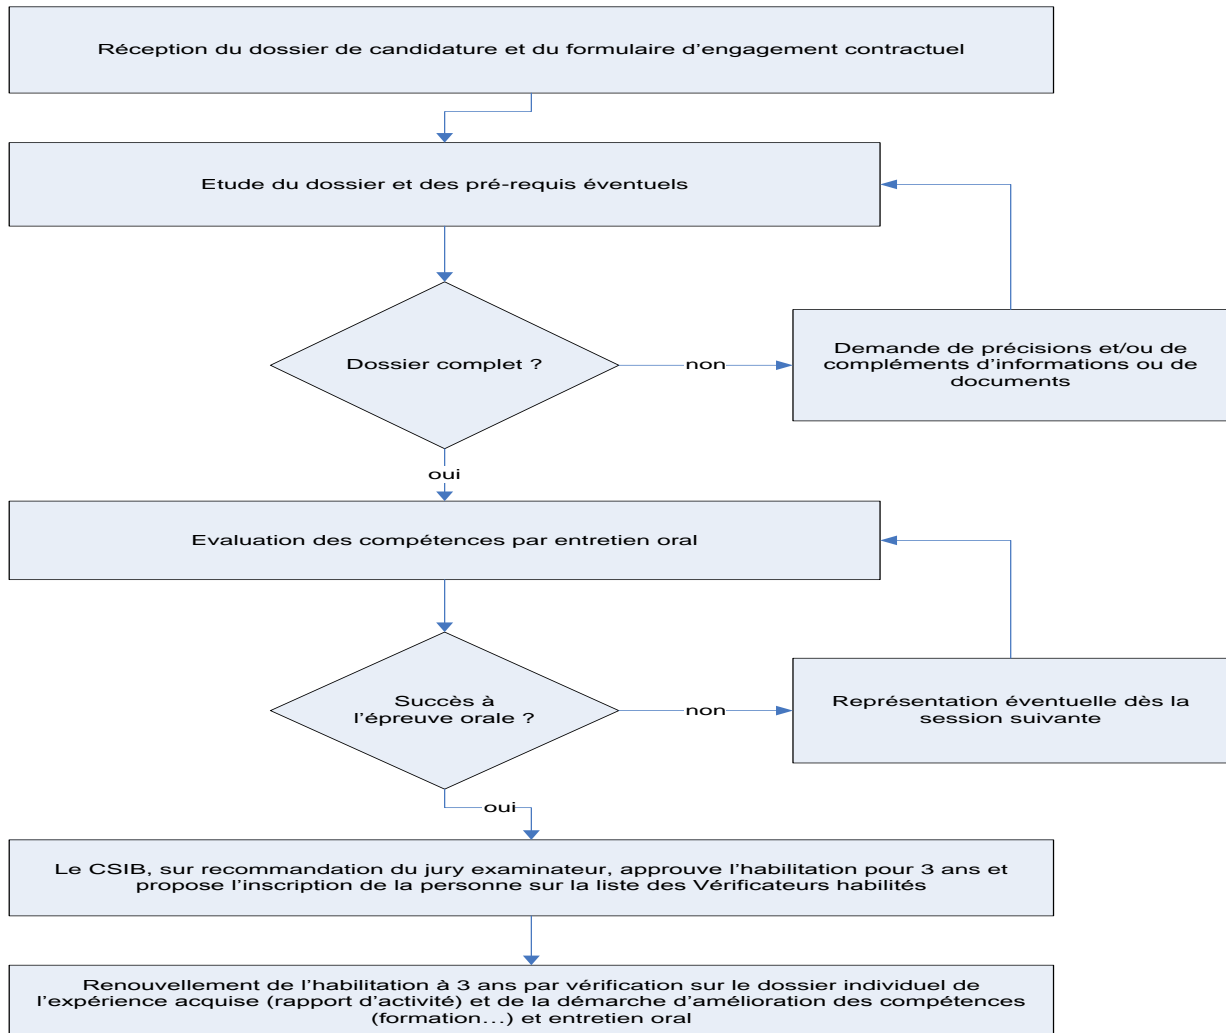 Réception du dossier de candidature et du formulaire d'engagement contractuel
Etude du dossier et des pré-requis éventuels
Dossier complet ?
non
Demande de précisions et/ou de
compléments d'informations ou de
documents
oui
Evaluation des compétences par entretien oral
Succès à
l'épreuve orale ?
non
Représentation éventuelle dès la
session suivante
oui
Le CSIB, sur recommandation du jury examinateur, approuve l'habilitation pour 3 ans et
propose l'inscription de la personne sur la liste des Vérificateurs habilités
Renouvellement de l'habilitation à 3 ans par vérification sur le dossier individuel de
l'expérience acquise (rapport d'activité) et de la démarche d'amélioration des compétences
(formation…) et entretien oral